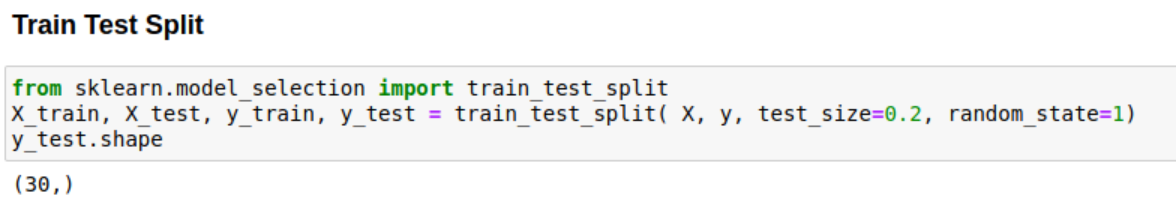 Train Test Split
from sklearn.model_selection import train_test_split
X_train, X_test, y_train, y_test = train_test_split( X, y, test_size=0.2, random_state=1)
y_test.shape
(30,)